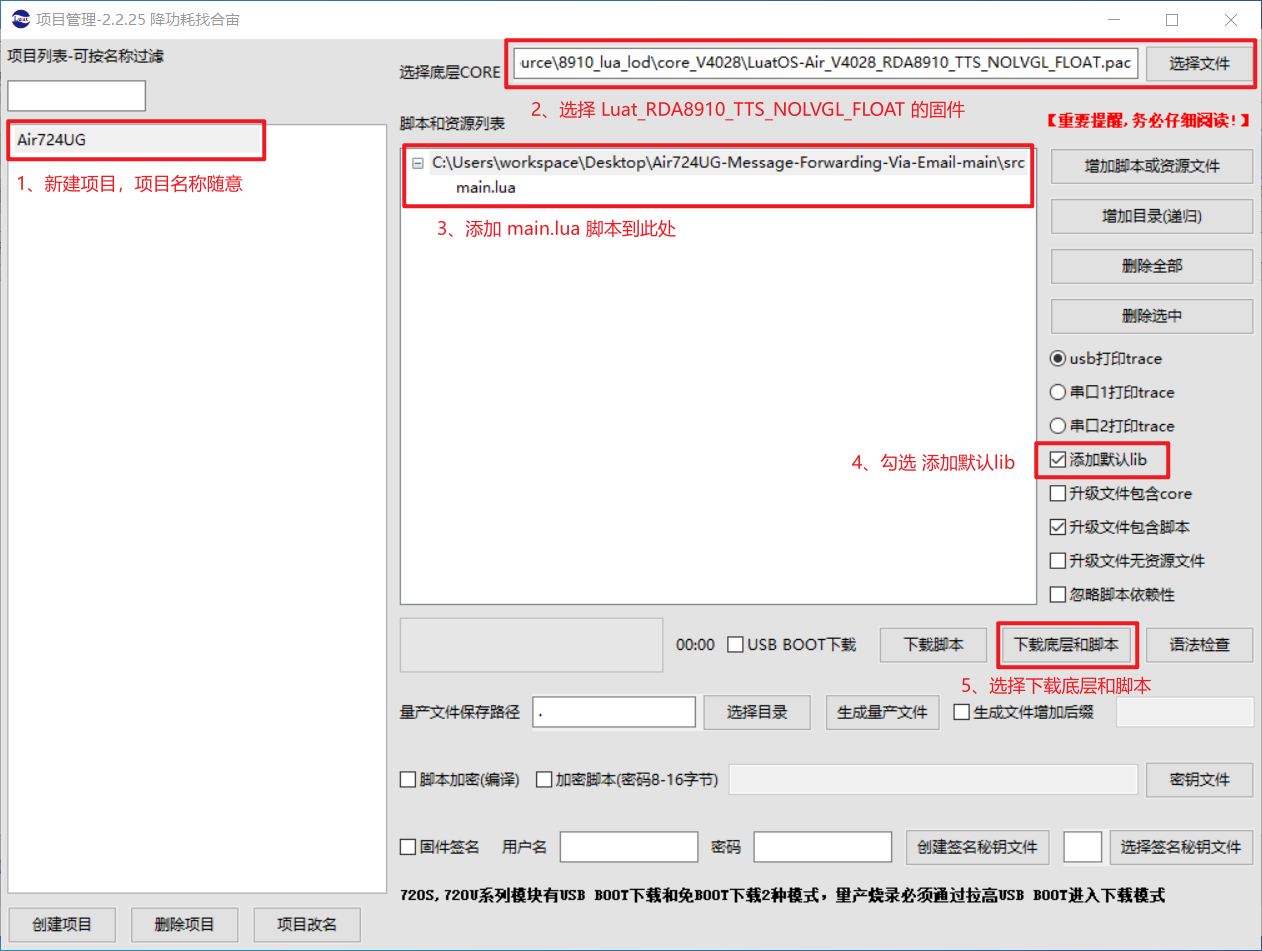 Luat 项目管理-2.2.25 降功耗找合宙
项目列表-可按名称过滤
Air724UG
1、新建项目，项目名称随意
创建项目 删除项目 项目改名
选择底层CORE urce\8910_lua_lod\core_V4028\LuatOS-Air_V4028_RDA8910_TTS_NOLVGL_FLOAT.pac 选择文件
2、选择 Luat_RDA8910_TTS_NOLVGL_FLOAT 的固件
脚本和资源列表
【重要提醒,务必仔细阅读!】
C:\Users\workspace\Desktop\Air724UG-Message-Forwarding-Via-Email-main\src
main.lua
3、添加 main.lua 脚本到此处
增加脚本或资源文件
增加目录(递归)
删除全部
删除选中
usb打印trace
串口1打印trace
串口2打印trace
4、勾选 添加默认lib
添加默认lib
升级文件包含core
升级文件包含脚本
升级文件无资源文件
忽略脚本依赖性
00:00 USB BOOT下载 下载脚本 下载底层和脚本 语法检查
5、选择下载底层和脚本
量产文件保存路径 . 选择目录 生成量产文件 生成文件增加后缀
脚本加密(编译) 加密脚本(密码8-16字节) 密钥文件
固件签名 用户名 密码 创建签名秘钥文件 选择签名秘钥文件
720S,720U系列模块有USB BOOT下载和免BOOT下载2种模式，量产烧录必须通过拉高USB BOOT进入下载模式